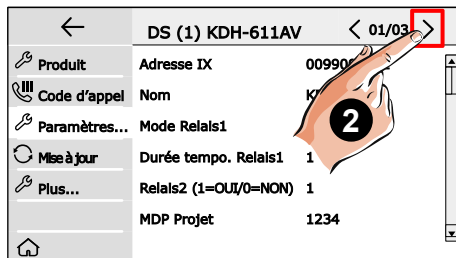 DS (1) KDH-611AV
01/03
Produit
Code d'appel
Paramètres...
Mise à jour
Plus...
Adresse IX
Nom
Mode Relais1
Durée tempo. Relais1 1
Relais2 (1=OUI/0=NON) 1
MDP Projet 1234
2